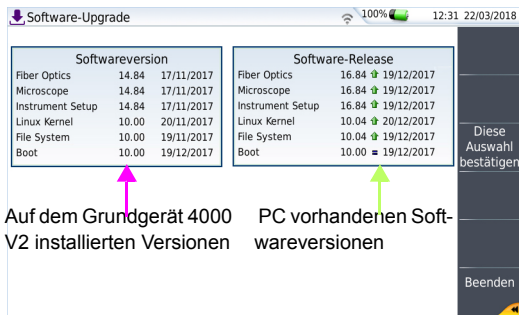 Software-Upgrade
100%
12:31 22/03/2018
Softwareversion
Fiber Optics 14.84 17/11/2017
Microscope 14.84 17/11/2017
Instrument Setup 14.84 17/11/2017
Linux Kernel 10.00 20/11/2017
File System 10.00 19/11/2017
Boot 10.00 19/12/2017
Software-Release
Fiber Optics 16.84 ⇧ 19/12/2017
Microscope 16.84 ⇧ 19/12/2017
Instrument Setup 16.84 ⇧ 19/12/2017
Linux Kernel 10.04 ⇧ 20/12/2017
File System 10.04 ⇧ 19/12/2017
Boot 10.00 = 19/12/2017
Diese
Auswahl
bestätigen
Auf dem Grundgerät 4000
V2 installierten Versionen
PC vorhandenen Soft-
wareversionen
Beenden